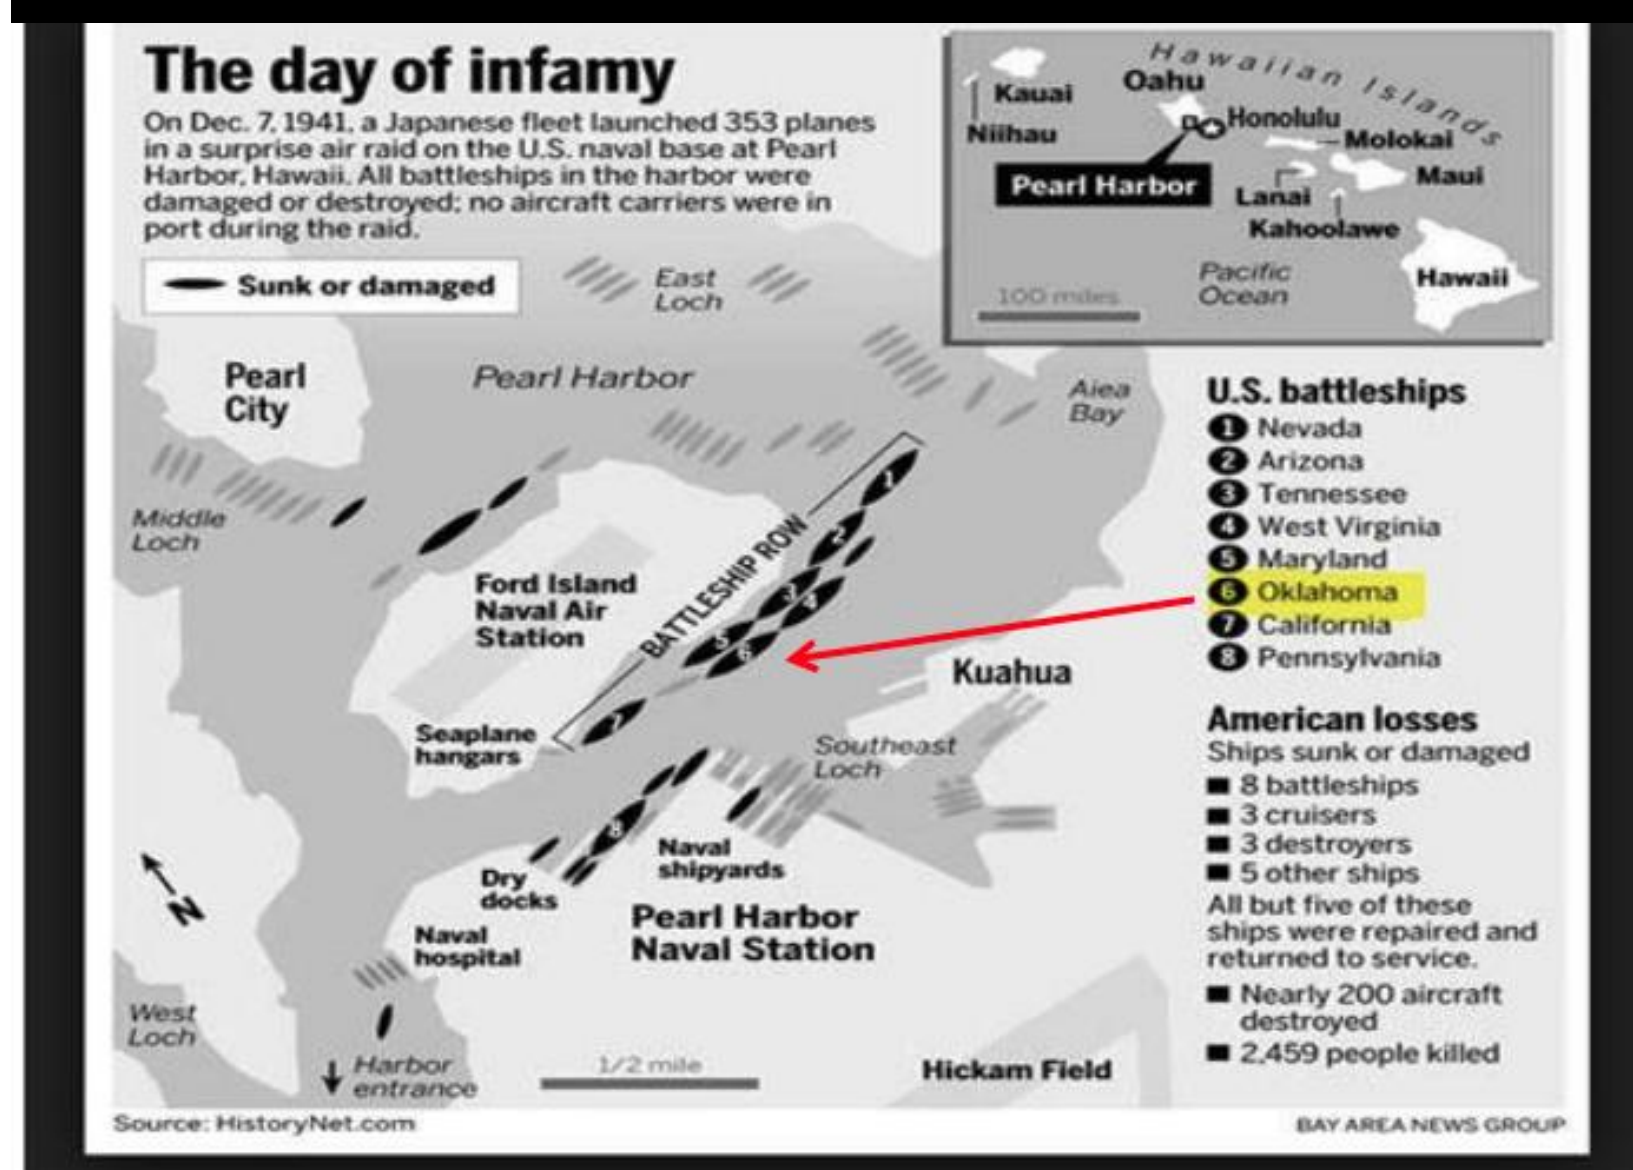 The day of infamy
On Dec. 7, 1941, a Japanese fleet launched 353 planes
in a surprise air raid on the U.S. naval base at Pearl
Harbor, Hawaii. All battleships in the harbor were
damaged or destroyed; no aircraft carriers were in
port during the raid.
Sunk or damaged
Hawaiian Islands
Kauai
Niihau
Oahu
Honolulu
Pearl Harbor
Molokai
Lanai
Maui
Kahoolawe
Hawaii
Pacific
Ocean
100 miles
East
Loch
Pearl
City
Pearl Harbor
Aiea
Bay
Middle
Loch
Ford Island
Naval Air
Station
BATTLESHIP ROW
1
2
3
4
5
6
7
Seaplane
hangars
Kuahua
Southeast
Loch
8
Naval
shipyards
Dry
docks
Pearl Harbor
Naval Station
N
Naval
hospital
West
Loch
Harbor
entrance
1/2 mile
Hickam Field
U.S. battleships
1 Nevada
2 Arizona
3 Tennessee
4 West Virginia
5 Maryland
6 Oklahoma
7 California
8 Pennsylvania
American losses
Ships sunk or damaged
8 battleships
3 cruisers
3 destroyers
5 other ships
All but five of these
ships were repaired and
returned to service.
Nearly 200 aircraft
destroyed
2,459 people killed
Source: HistoryNet.com
BAY AREA NEWS GROUP